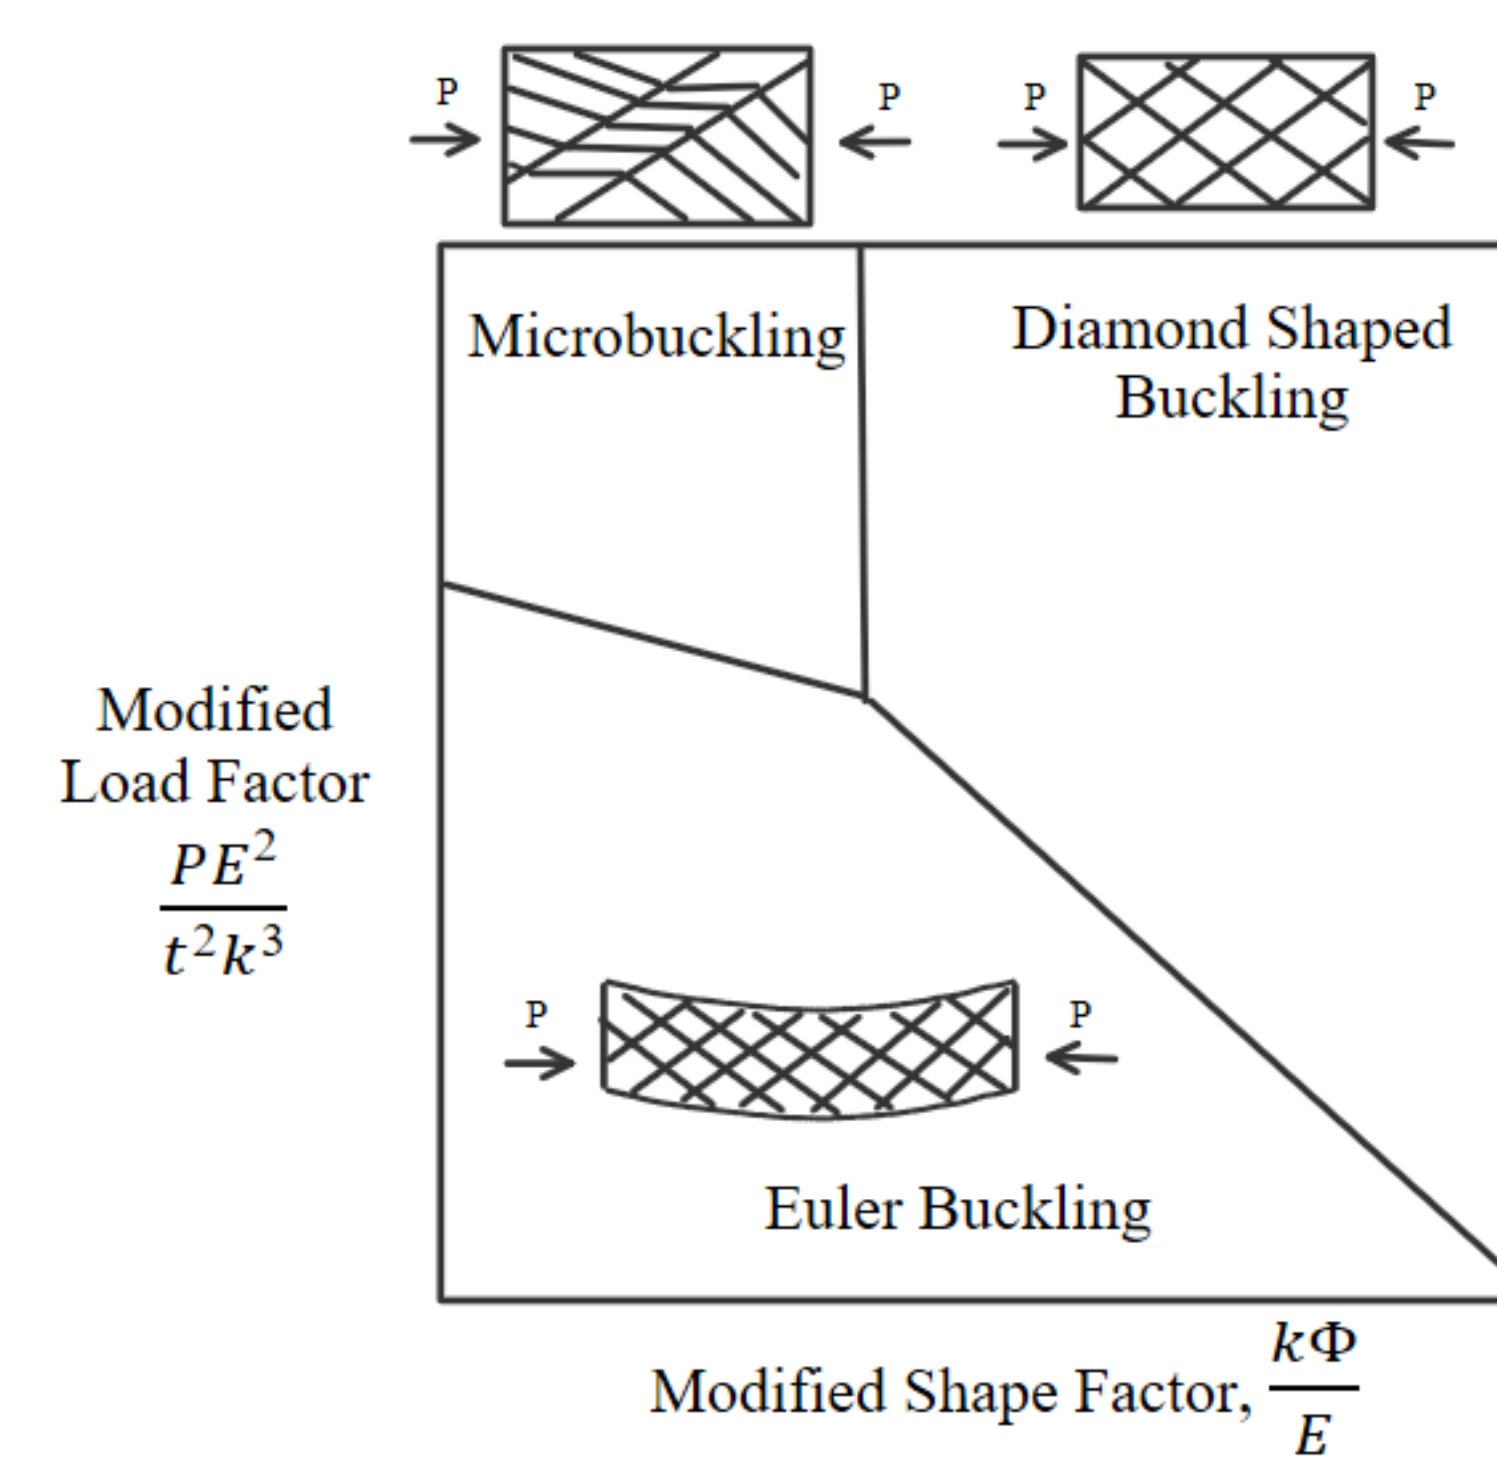 P
P
P
P
Microbuckling
Diamond Shaped
Buckling
Modified
Load Factor
PE²
t²k³
P
P
Euler Buckling
Modified Shape Factor,
kΦ
E